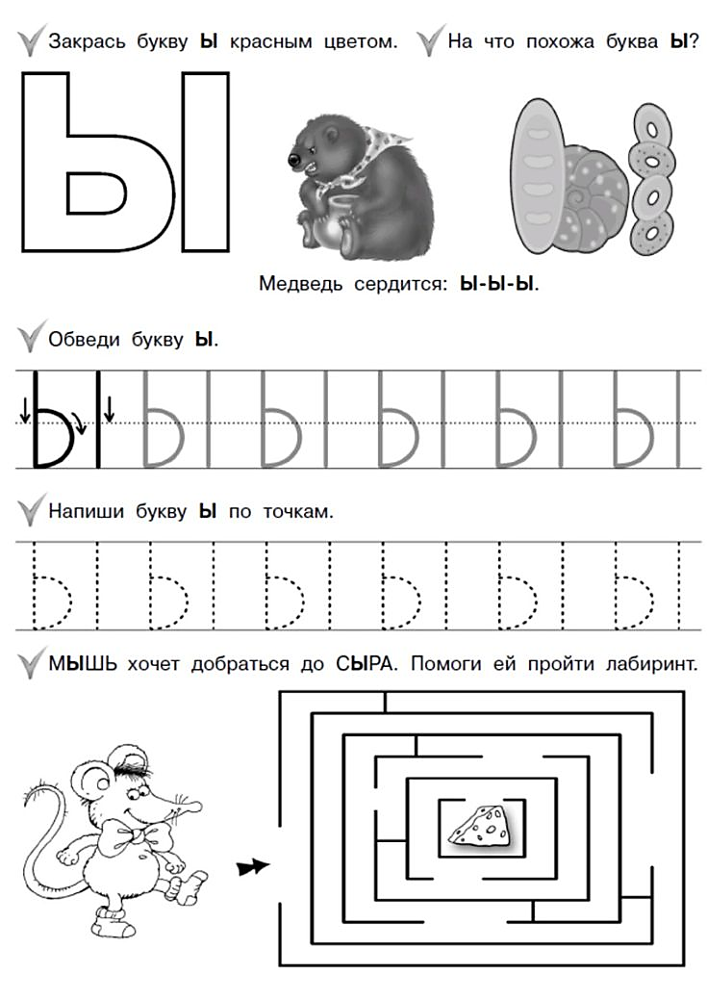 Закрась букву Ы красным цветом.
На что похожа буква Ы?
Ы
Медведь сердится: Ы-Ы-Ы.
Обведи букву Ы.
Ы Ы Ы Ы Ы Ы
Напиши букву Ы по точкам.
Ы Ы Ы Ы Ы Ы
МЫШЬ хочет добраться до СЫРА. Помоги ей пройти лабиринт.